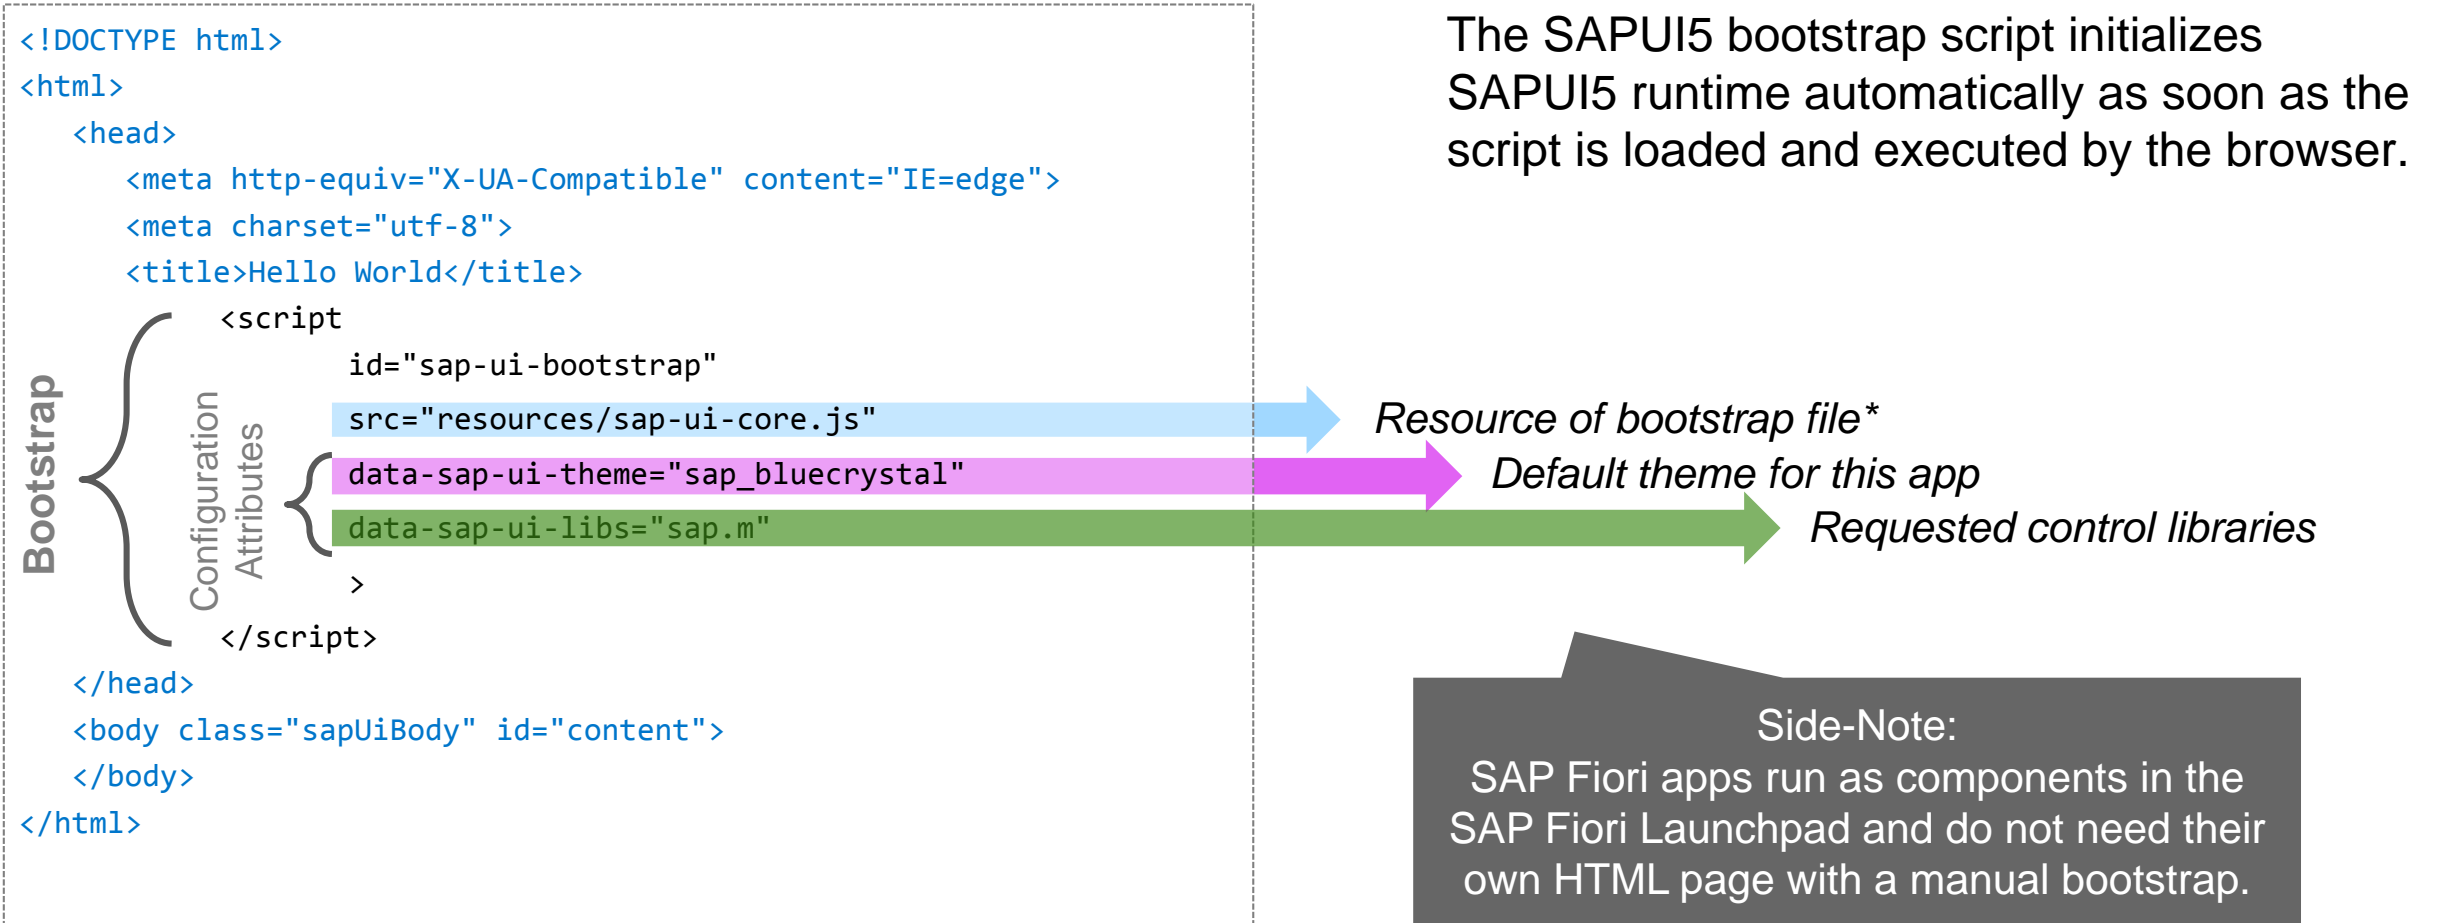 <!DOCTYPE html>
<html>
<head>
<meta http-equiv="X-UA-Compatible" content="IE=edge">
<meta charset="utf-8">
<title>Hello World</title>
<script
id="sap-ui-bootstrap"
src="resources/sap-ui-core.js"
data-sap-ui-theme="sap_bluecrystal"
data-sap-ui-libs="sap.m"
>
</script>
</head>
<body class="sapUiBody" id="content">
</body>
</html>
Bootstrap
Configuration
Attributes
The SAPUI5 bootstrap script initializes
SAPUI5 runtime automatically as soon as the
script is loaded and executed by the browser.
Resource of bootstrap file*
Default theme for this app
Requested control libraries
Side-Note:
SAP Fiori apps run as components in the
SAP Fiori Launchpad and do not need their
own HTML page with a manual bootstrap.